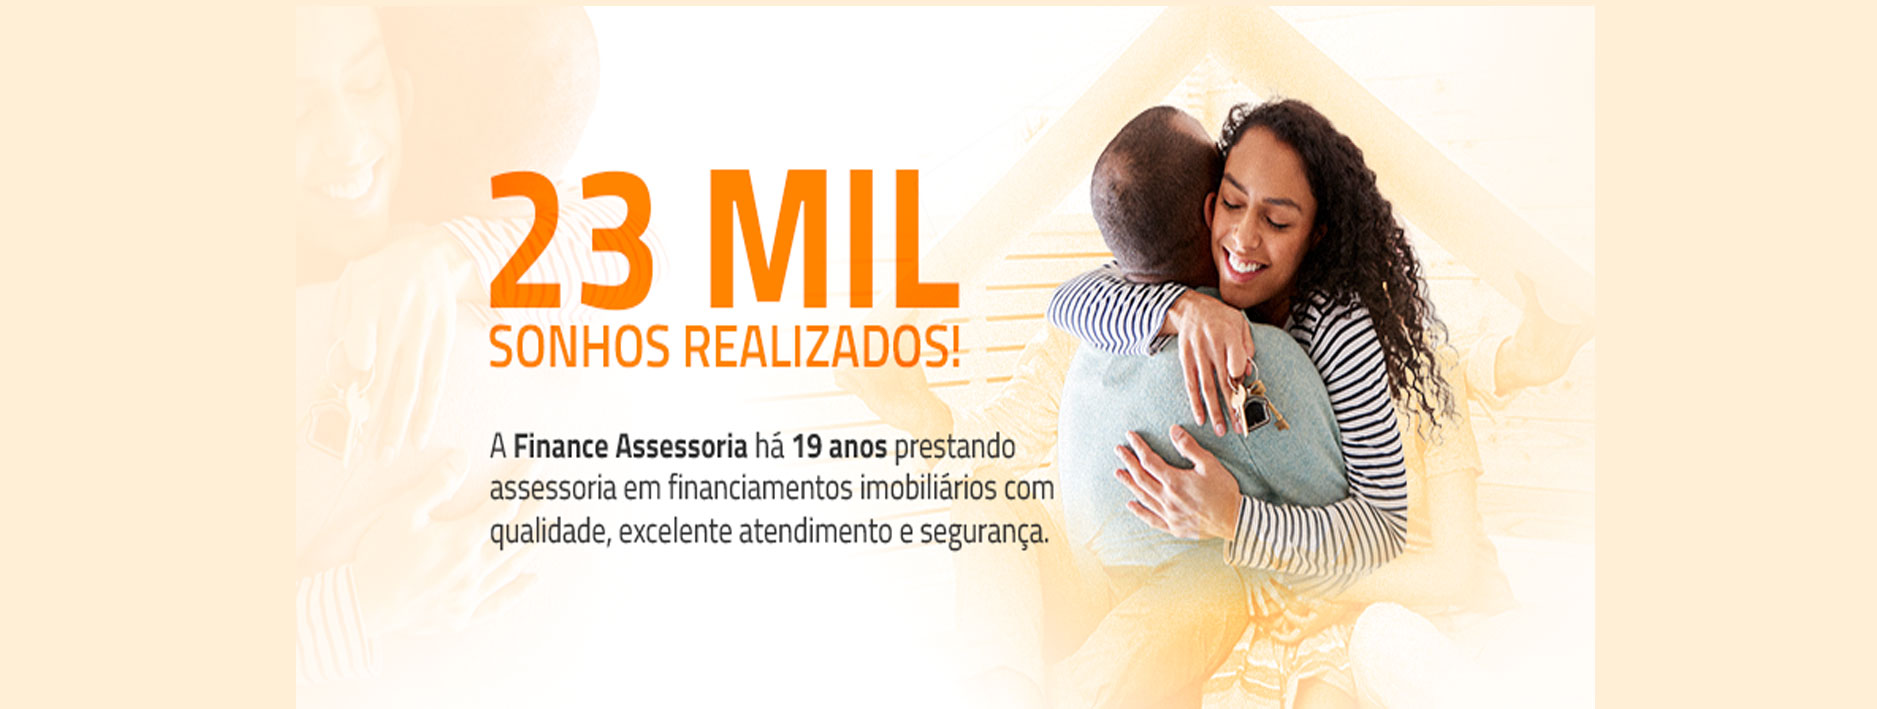 23 MIL
SONHOS REALIZADOS!
A Finance Assessoria há 19 anos prestando
assessoria em financiamentos imobiliários com
qualidade, excelente atendimento e segurança.